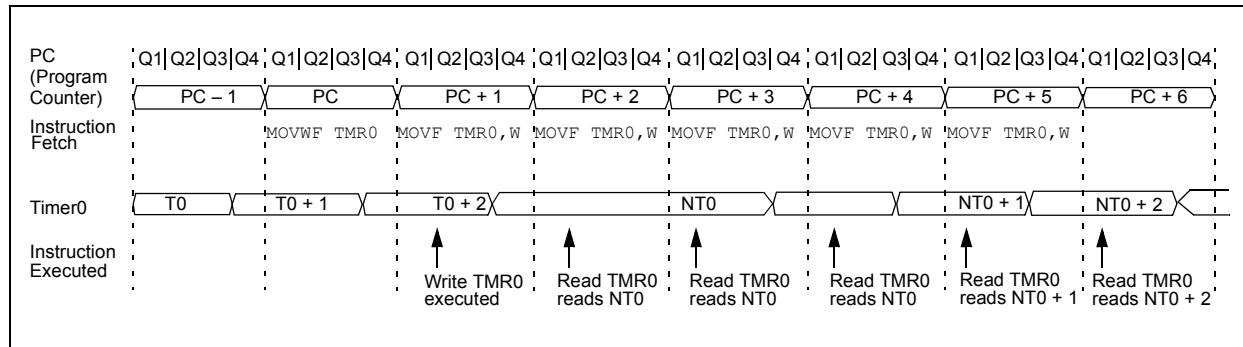 PC (Program Counter)
Q1|Q2|Q3|Q4 Q1|Q2|Q3|Q4 Q1|Q2|Q3|Q4 Q1|Q2|Q3|Q4 Q1|Q2|Q3|Q4 Q1|Q2|Q3|Q4 Q1|Q2|Q3|Q4 Q1|Q2|Q3|Q4
PC – 1 PC PC + 1 PC + 2 PC + 3 PC + 4 PC + 5 PC + 6
Instruction Fetch
MOVWF TMR0 MOVF TMR0,W MOVF TMR0,W MOVF TMR0,W MOVF TMR0,W MOVF TMR0,W
Timer0
T0 T0 + 1 T0 + 2 NT0 NT0 + 1 NT0 + 2
Instruction Executed
Write TMR0 executed
Read TMR0 reads NT0
Read TMR0 reads NT0
Read TMR0 reads NT0
Read TMR0 reads NT0 + 1
Read TMR0 reads NT0 + 2